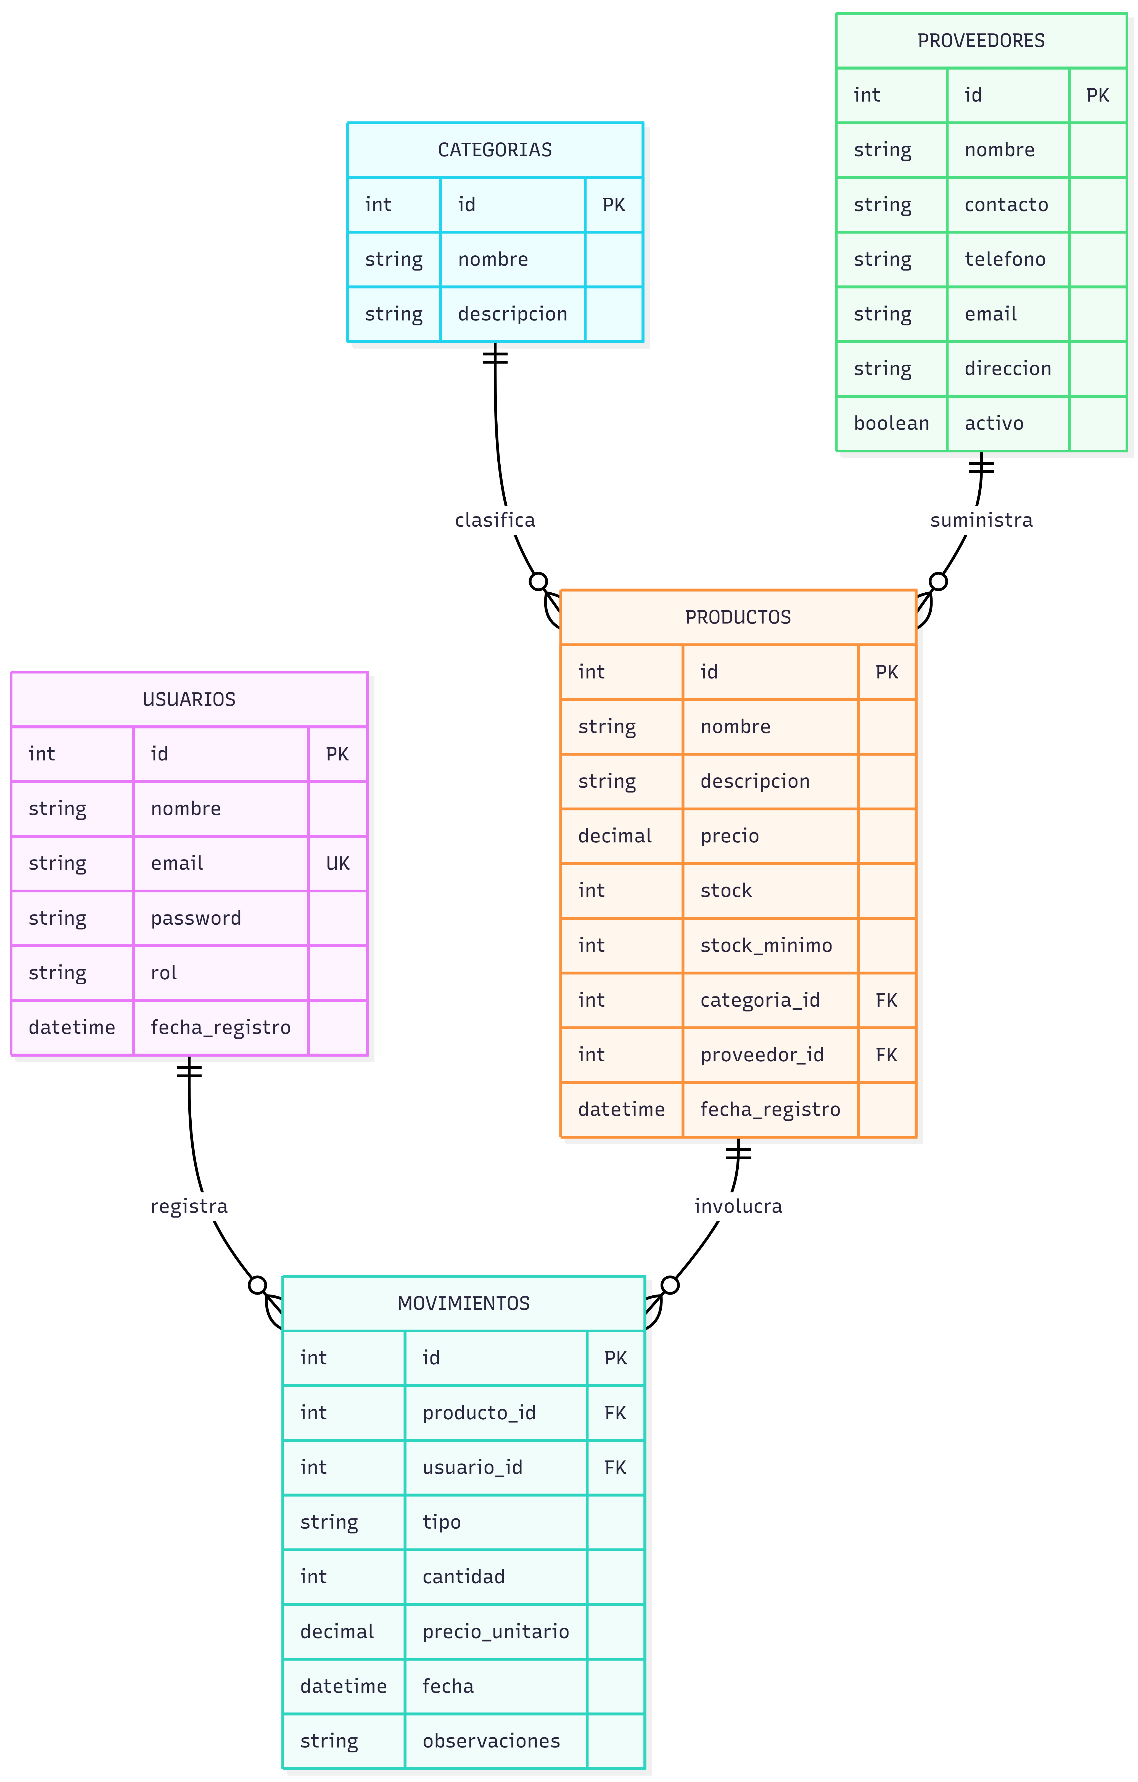 PROVEEDORES
int id PK
string nombre
string contacto
string telefono
string email
string direccion
boolean activo
CATEGORIAS
int id PK
string nombre
string descripcion
clasifica
suministra
PRODUCTOS
int id PK
string nombre
string descripcion
decimal precio
int stock
int stock_minimo
int categoria_id FK
int proveedor_id FK
datetime fecha_registro
USUARIOS
int id PK
string nombre
string email UK
string password
string rol
datetime fecha_registro
registra
involucra
MOVIMIENTOS
int id PK
int producto_id FK
int usuario_id FK
string tipo
int cantidad
decimal precio_unitario
datetime fecha
string observaciones